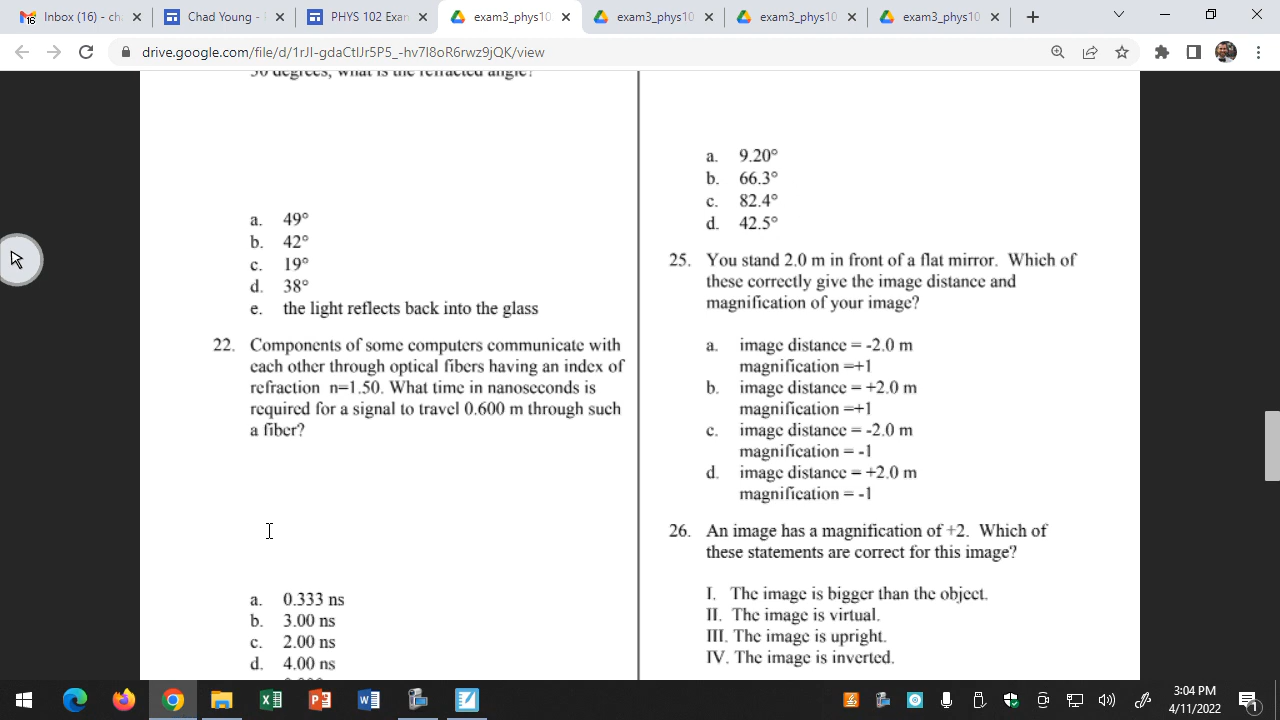 Inbox (16) - ch
Chad Young -
PHYS 102 Exan
exam3_phys10
exam3_phys10
exam3_phys10
exam3_phys10
drive.google.com/file/d/1rJI-gdaCtlJr5P5_-hv7I8oR6rwz9jQK/view
degrees, what is the refracted angle?
a. 49°
b. 42°
c. 19°
d. 38°
e. the light reflects back into the glass
22. Components of some computers communicate with
each other through optical fibers having an index of
refraction n=1.50. What time in nanoseconds is
required for a signal to travel 0.600 m through such
a fiber?
a. 0.333 ns
b. 3.00 ns
c. 2.00 ns
d. 4.00 ns
a. 9.20°
b. 66.3°
c. 82.4°
d. 42.5°
25. You stand 2.0 m in front of a flat mirror. Which of
these correctly give the image distance and
magnification of your image?
a. image distance = -2.0 m
magnification =+1
b. image distance = +2.0 m
magnification =+1
c. image distance = -2.0 m
magnification = -1
d. image distance = +2.0 m
magnification = -1
26. An image has a magnification of +2. Which of
these statements are correct for this image?
I. The image is bigger than the object.
II. The image is virtual.
III. The image is upright.
IV. The image is inverted.
3:04 PM
4/11/2022